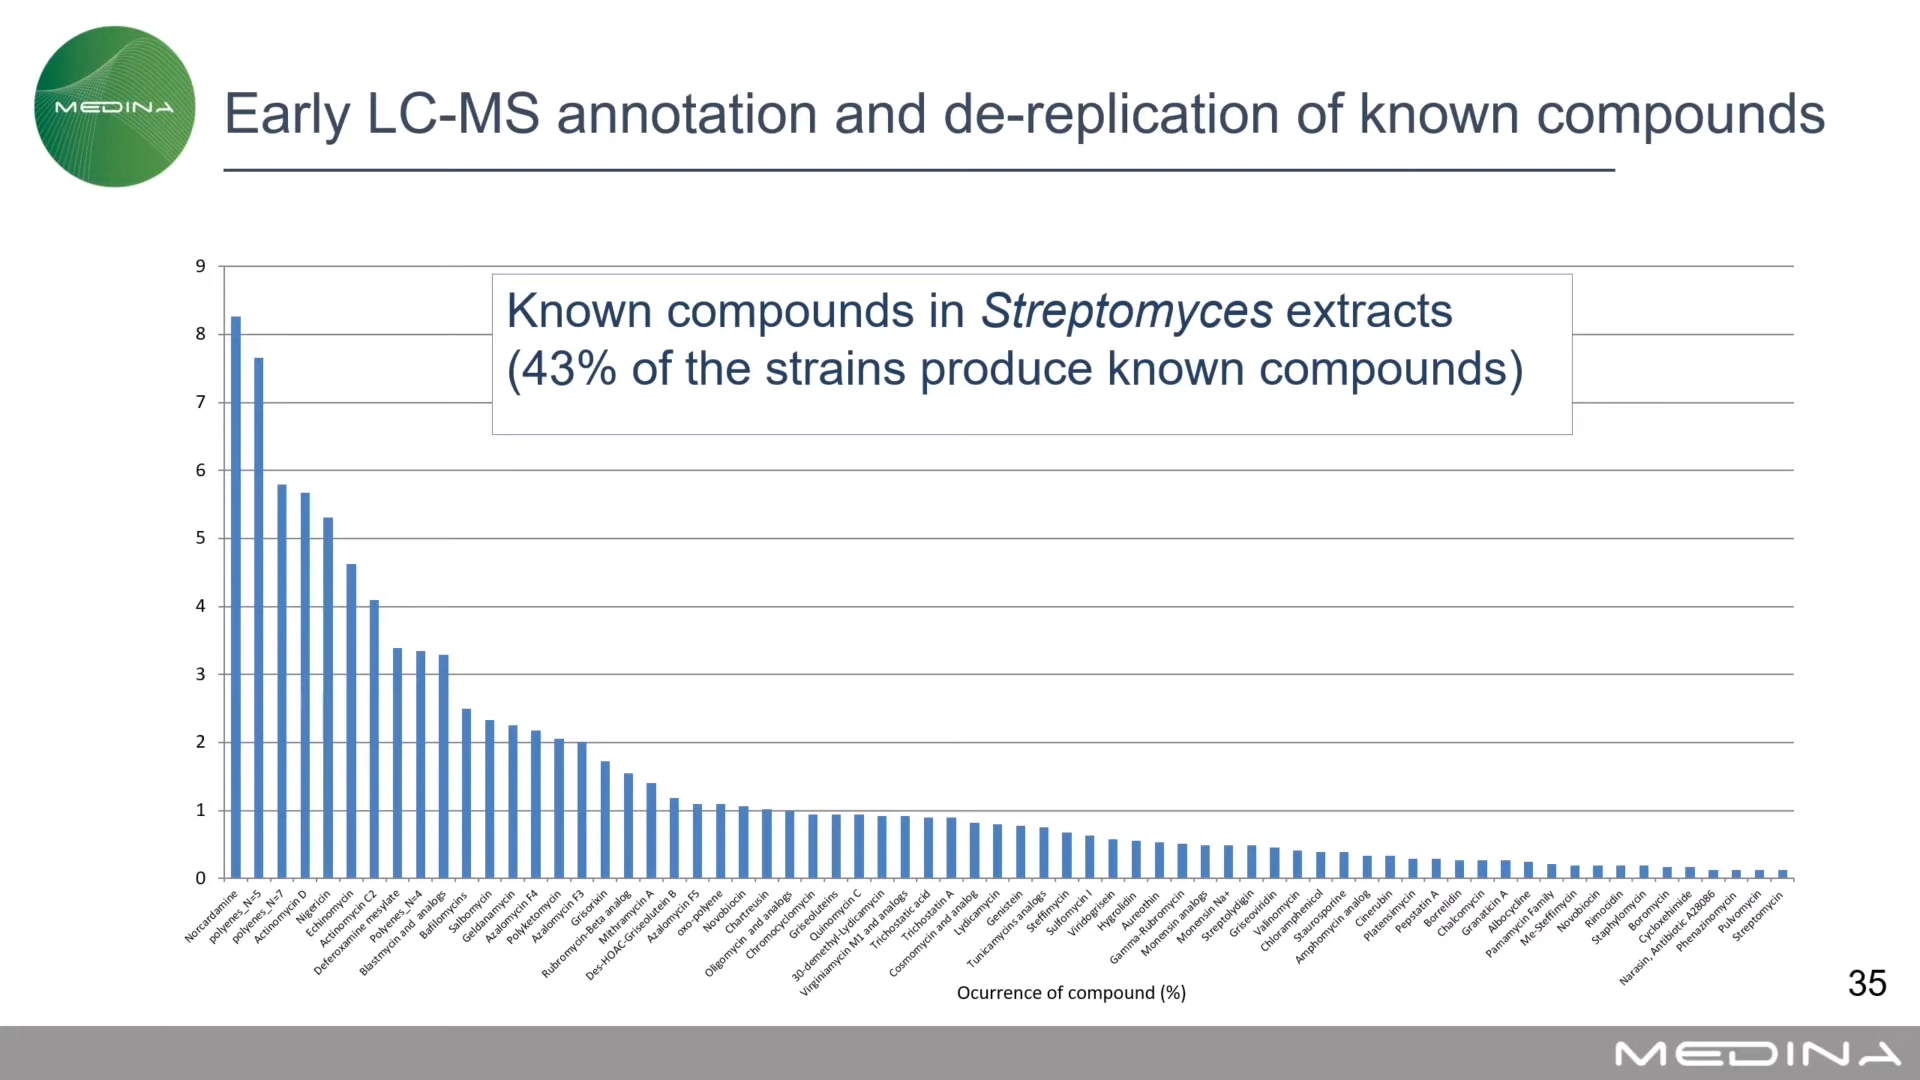 MEDINA
Early LC-MS annotation and de-replication of known compounds
Known compounds in Streptomyces extracts
(43% of the strains produce known compounds)
9
8
7
6
5
4
3
2
1
0
Norcardamine
polyenes_N=5
polyenes_N=7
Actinomycin D
Nigericin
Echinomycin
Actinomycin C2
Deferoxamine mesylate
Polyenes_N=4
Blastmycin and analogs
Bafilomycins
Salbomycin
Geldanamycin
Azalomycin F4
Polyketomycin
Azalomycin F3
Grisorixin
Rubromycin-Beta analog
Mithramycin A
Des-HOAC-Griseolutein B
Azalomycin F5
oxo-polyene
Novobiocin
Chartreusin
Oligomycin and analogs
Chromocyclomycin
Griseoluteins
Quinomycin C
30-demethyl-Lydicamycin
Virginiamycin M1 and analogs
Trichostatic acid
Trichostatin A
Cosmomycin and analog
Lydicamycin
Genistein
Tunicamycins analogs
Steffimycin
Sulfomycin I
Viridogrisein
Hygrolidin
Aureothin
Gamma-Rubromycin
Monensin analogs
Monensin Na+
Streptolydigin
Griseoviridin
Valinomycin
Chloramphenicol
Staurosporine
Amphomycin analog
Cinerubin
Platensimycin
Pepstatin A
Borrelidin
Chalcomycin
Granaticin A
Albocycline
Pamamycin Family
Me-Steffimycin
Novobiocin
Rimocidin
Staphylomycin
Boromycin
Cycloxehimide
Narasin, Antibiotic A28086
Phenazinomycin
Pulvomycin
Streptomycin
Ocurrence of compound (%)
35
MEDINA